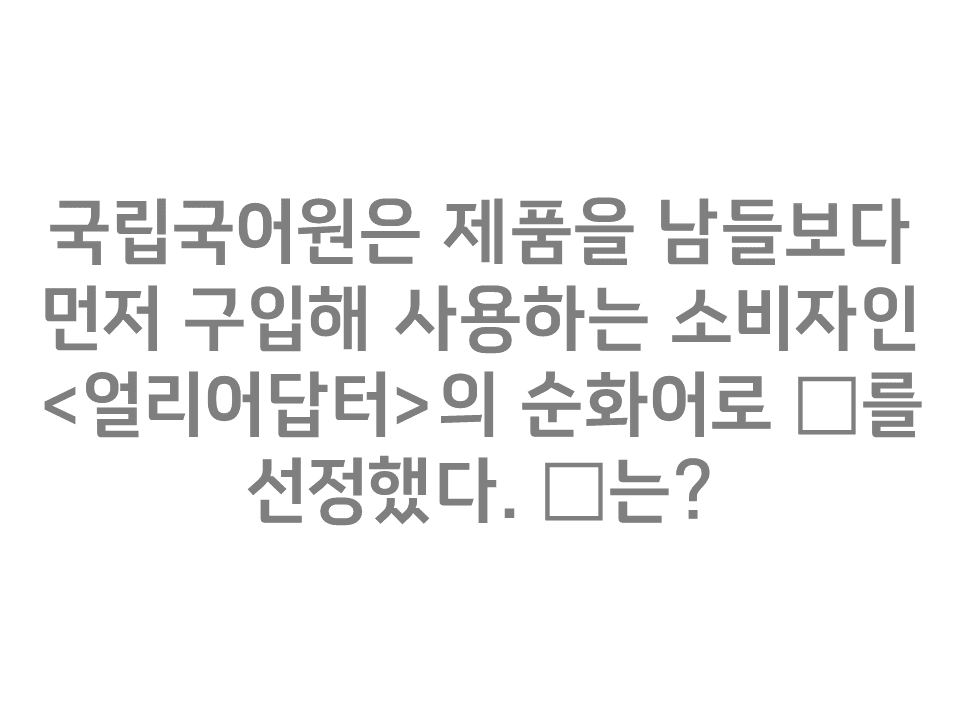 국립국어원은 제품을 남들보다
먼저 구입해 사용하는 소비자인
<얼리어답터>의 순화어로 □를
선정했다. □는?